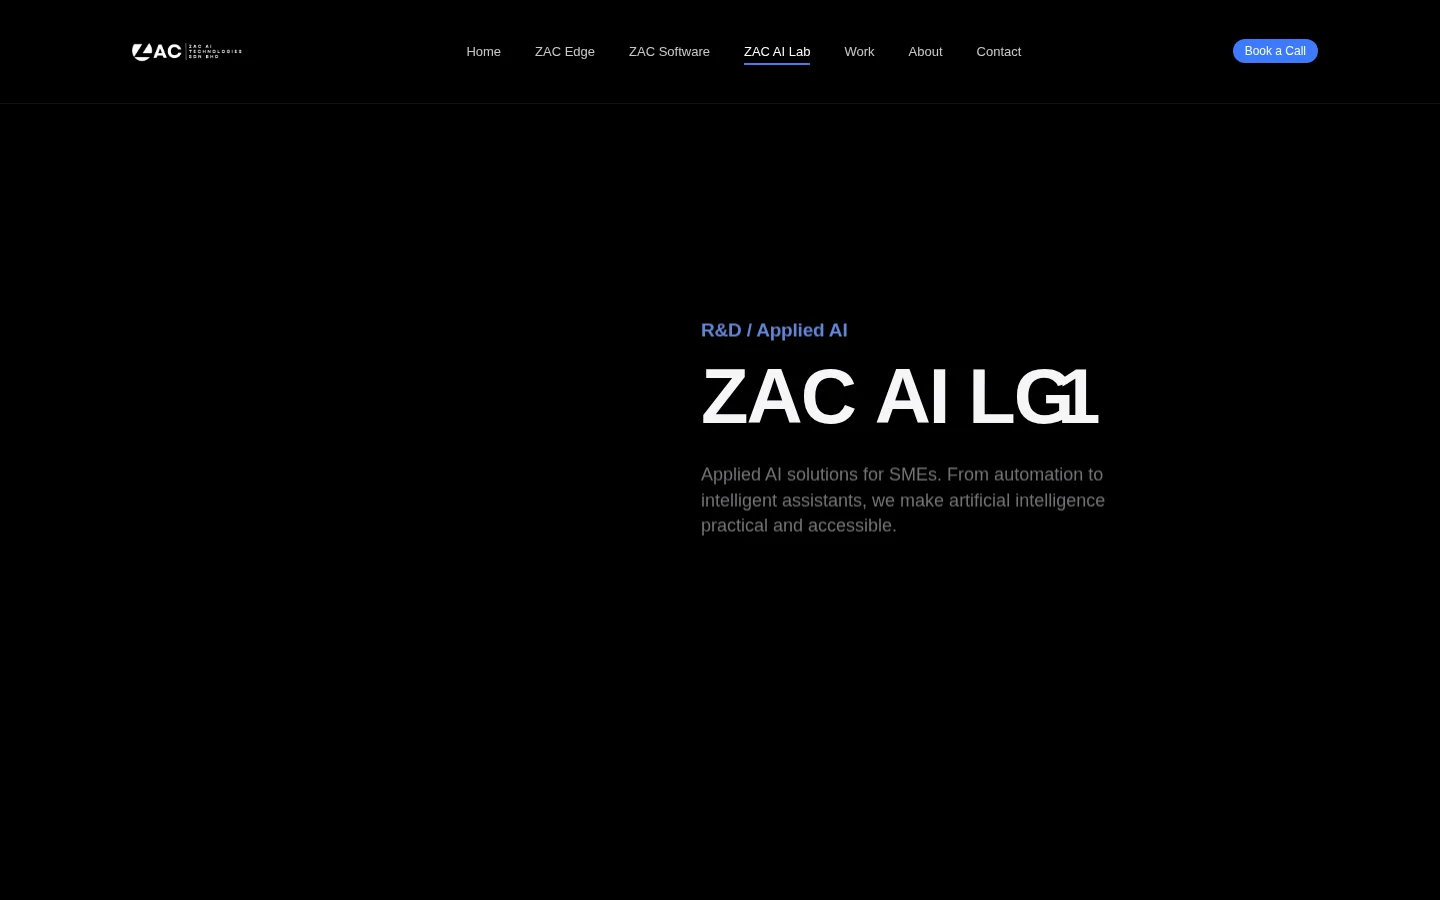 ZAC
ZAC AI
TECHNOLOGIES
SDN BHD
Home
ZAC Edge
ZAC Software
ZAC AI Lab
Work
About
Contact
Book a Call
R&D / Applied AI
ZAC AI LG1
Applied AI solutions for SMEs. From automation to
intelligent assistants, we make artificial intelligence
practical and accessible.